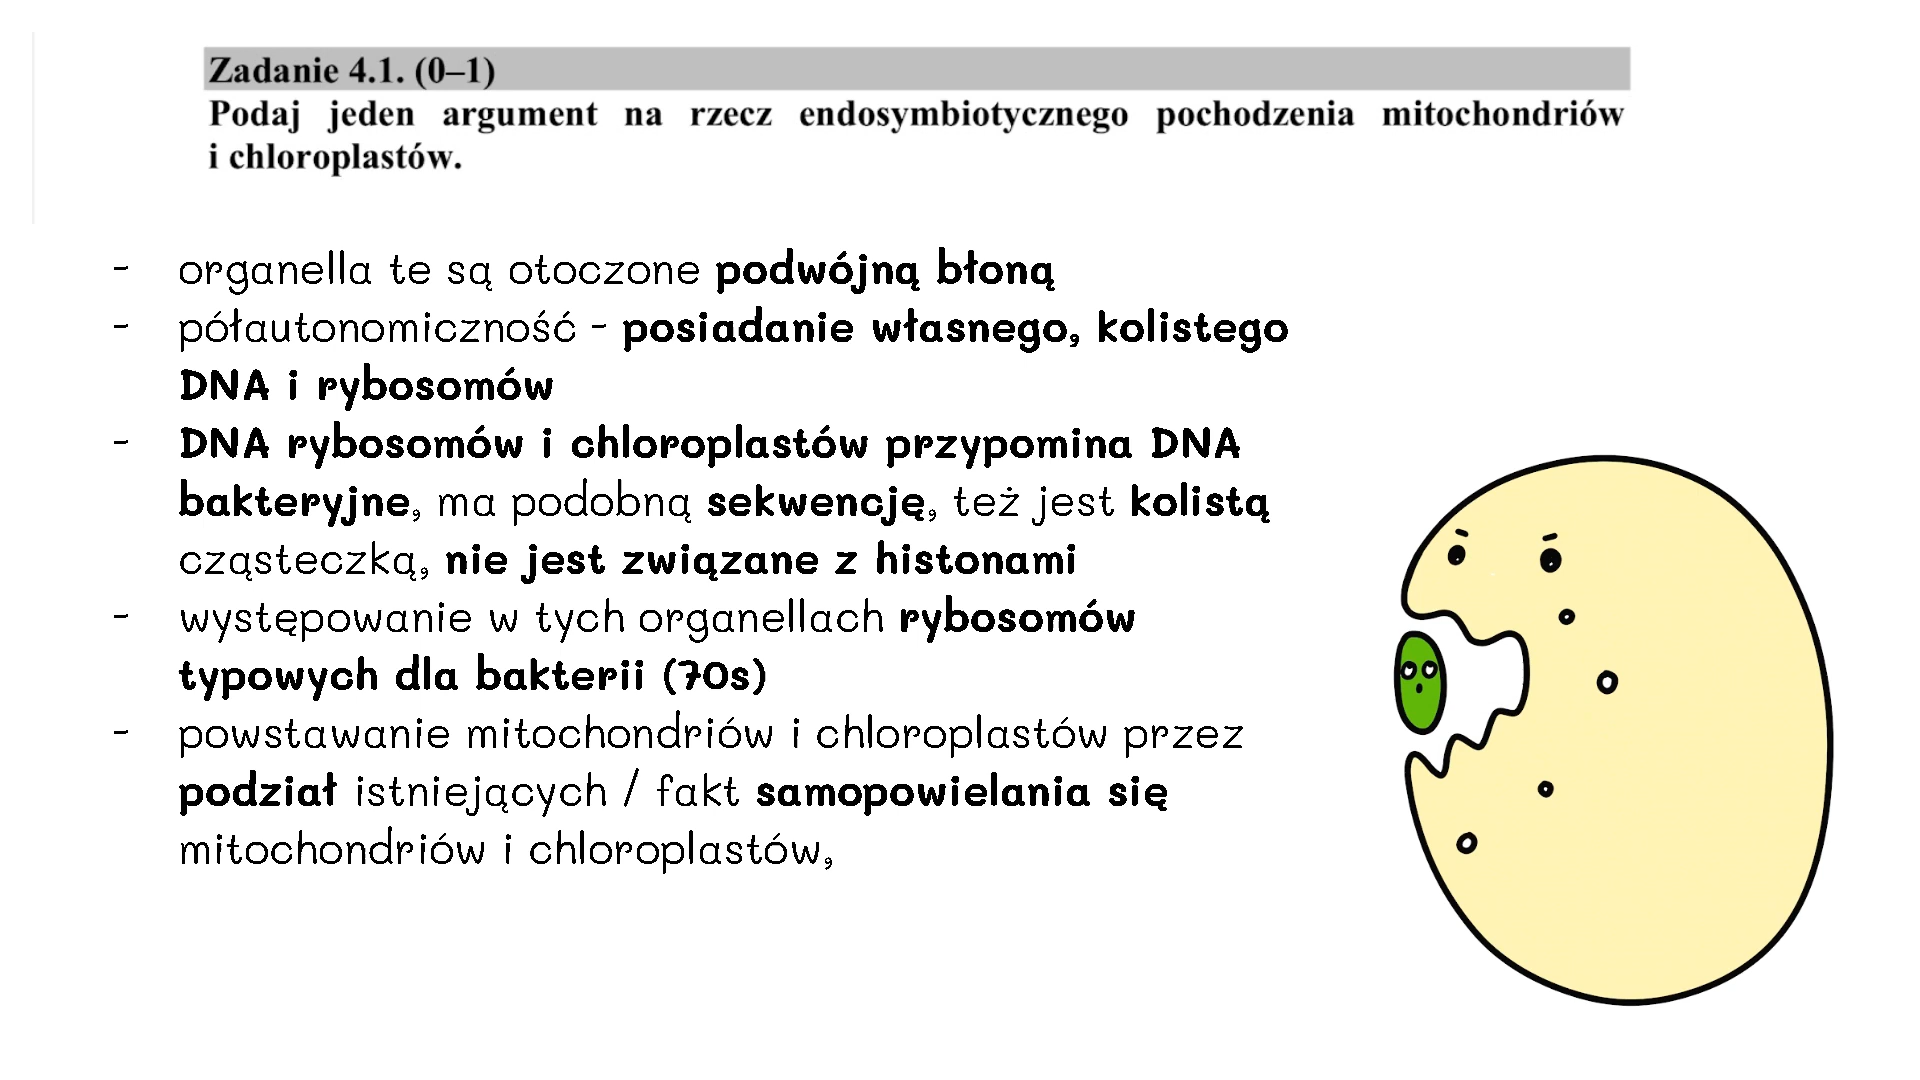 Zadanie 4.1. (0–1)
Podaj jeden argument na rzecz endosymbiotycznego pochodzenia mitochondriów
i chloroplastów.
- organella te są otoczone podwójną błoną
- półautonomiczność - posiadanie własnego, kolistego
DNA i rybosomów
- DNA rybosomów i chloroplastów przypomina DNA
bakteryjne, ma podobną sekwencję, też jest kolistą
cząsteczką, nie jest związane z histonami
- występowanie w tych organellach rybosomów
typowych dla bakterii (70s)
- powstawanie mitochondriów i chloroplastów przez
podział istniejących / fakt samopowielania się
mitochondriów i chloroplastów,